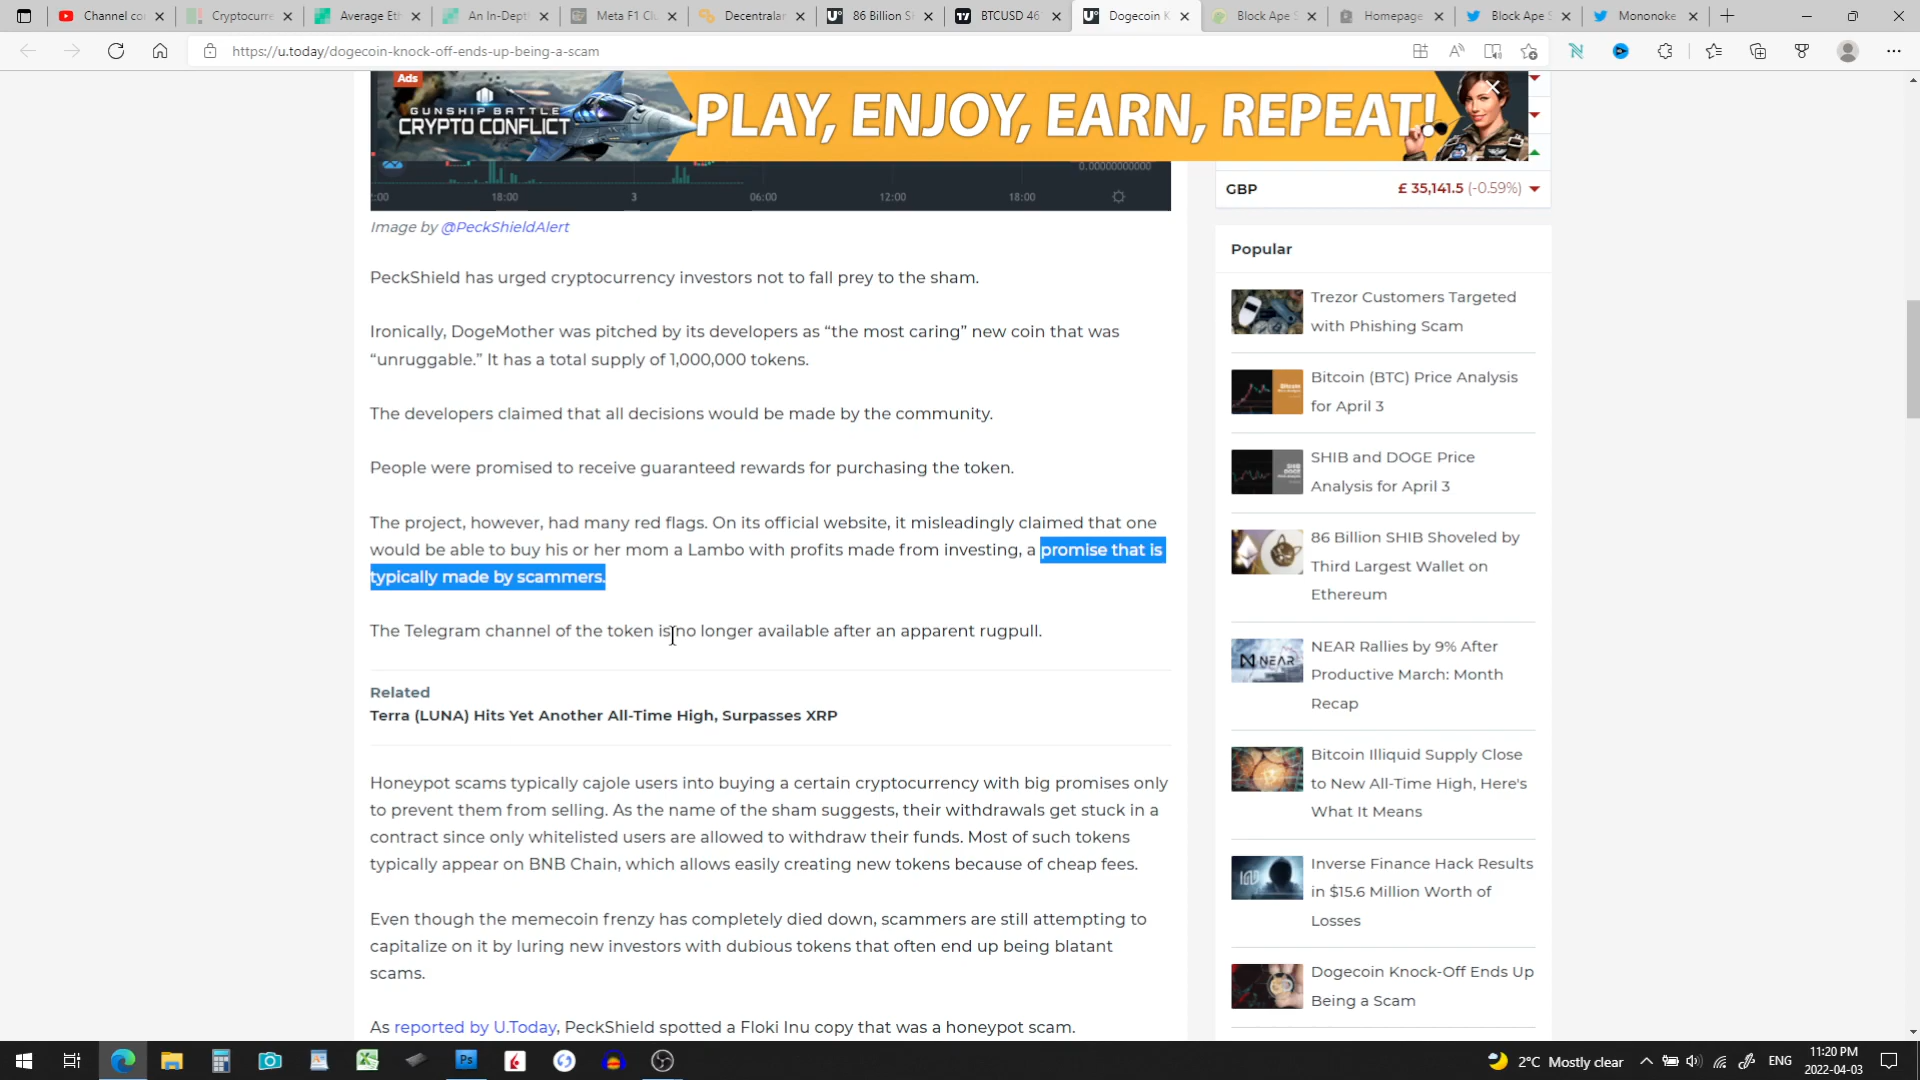 Channel co
Cryptocurre
Average Et
An In-Dept
Meta F1 Cl
Decentralar
86 Billion S
BTCUSD 46
Dogecoin K
Block Ape S
Homepage
Block Ape S
Mononoke
https://u.today/dogecoin-knock-off-ends-up-being-a-scam
Ads
GUNSHIP BATTLE
CRYPTO CONFLICT
PLAY, ENJOY, EARN, REPEAT!
0.00000000000
:00 18:00 3 06:00 12:00 18:00
Image by @PeckShieldAlert
PeckShield has urged cryptocurrency investors not to fall prey to the sham.
Ironically, DogeMother was pitched by its developers as “the most caring” new coin that was
“unruggable.” It has a total supply of 1,000,000 tokens.
The developers claimed that all decisions would be made by the community.
People were promised to receive guaranteed rewards for purchasing the token.
The project, however, had many red flags. On its official website, it misleadingly claimed that one
would be able to buy his or her mom a Lambo with profits made from investing, a promise that is
typically made by scammers.
The Telegram channel of the token is no longer available after an apparent rugpull.
Related
Terra (LUNA) Hits Yet Another All-Time High, Surpasses XRP
Honeypot scams typically cajole users into buying a certain cryptocurrency with big promises only
to prevent them from selling. As the name of the sham suggests, their withdrawals get stuck in a
contract since only whitelisted users are allowed to withdraw their funds. Most of such tokens
typically appear on BNB Chain, which allows easily creating new tokens because of cheap fees.
Even though the memecoin frenzy has completely died down, scammers are still attempting to
capitalize on it by luring new investors with dubious tokens that often end up being blatant
scams.
As reported by U.Today, PeckShield spotted a Floki Inu copy that was a honeypot scam.
GBP £ 35,141.5 (-0.59%)
Popular
Trezor Customers Targeted
with Phishing Scam
Bitcoin (BTC) Price Analysis
for April 3
SHIB and DOGE Price
Analysis for April 3
86 Billion SHIB Shoveled by
Third Largest Wallet on
Ethereum
NEAR
NEAR Rallies by 9% After
Productive March: Month
Recap
Bitcoin Illiquid Supply Close
to New All-Time High, Here's
What It Means
Inverse Finance Hack Results
in $15.6 Million Worth of
Losses
Dogecoin Knock-Off Ends Up
Being a Scam
Ps
2°C Mostly clear
ENG
11:20 PM
2022-04-03